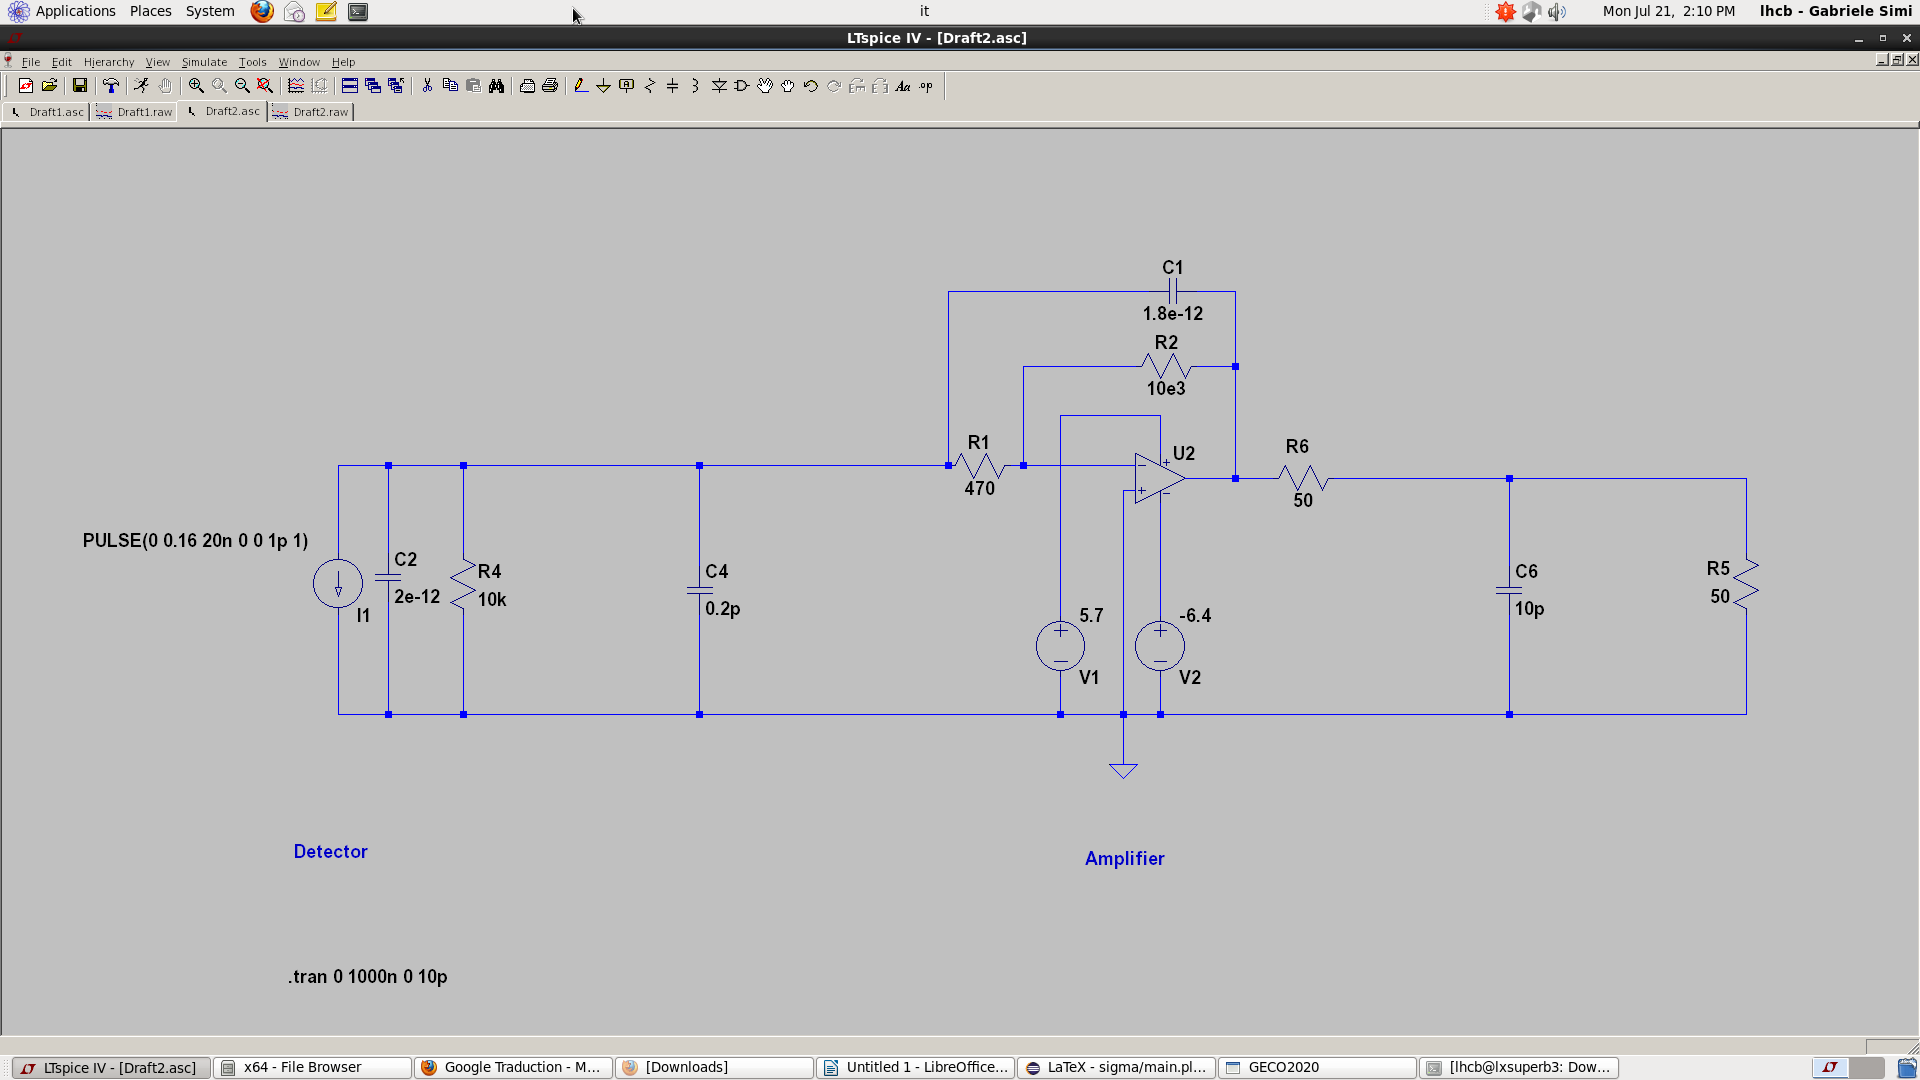 Applications Places System it Mon Jul 21, 2:10 PM lhcb - Gabriele Simi
LTspice IV - [Draft2.asc]
File Edit Hierarchy View Simulate Tools Window Help
Aa .op
Draft1.asc Draft1.raw Draft2.asc Draft2.raw
C1
1.8e-12
R2
10e3
R1
470
U2
R6
50
PULSE(0 0.16 20n 0 0 1p 1)
I1
C2
2e-12
R4
10k
C4
0.2p
5.7
V1
-6.4
V2
C6
10p
R5
50
Detector
Amplifier
.tran 0 1000n 0 10p
LTspice IV - [Draft2.asc] x64 - File Browser Google Traduction - M... [Downloads] Untitled 1 - LibreOffice... LaTeX - sigma/main.pl... GECO2020 [lhcb@lxsuperb3: Dow...